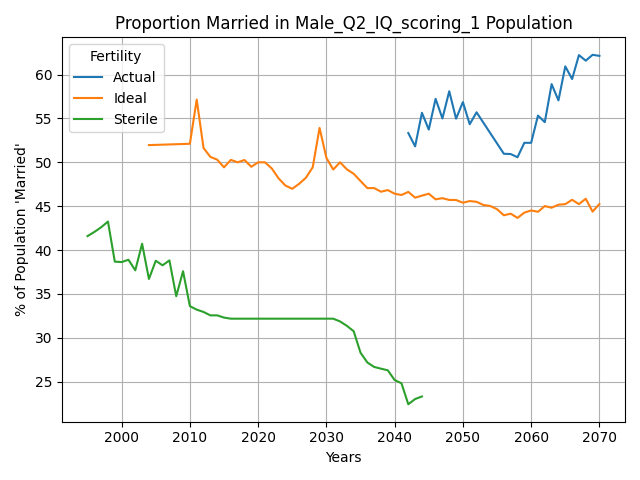 Proportion Married in Male_Q2_IQ_scoring_1 Population
Fertility
Actual
Ideal
Sterile
% of Population 'Married'
60
55
50
45
40
35
30
25
2000
2010
2020
2030
2040
2050
2060
2070
Years